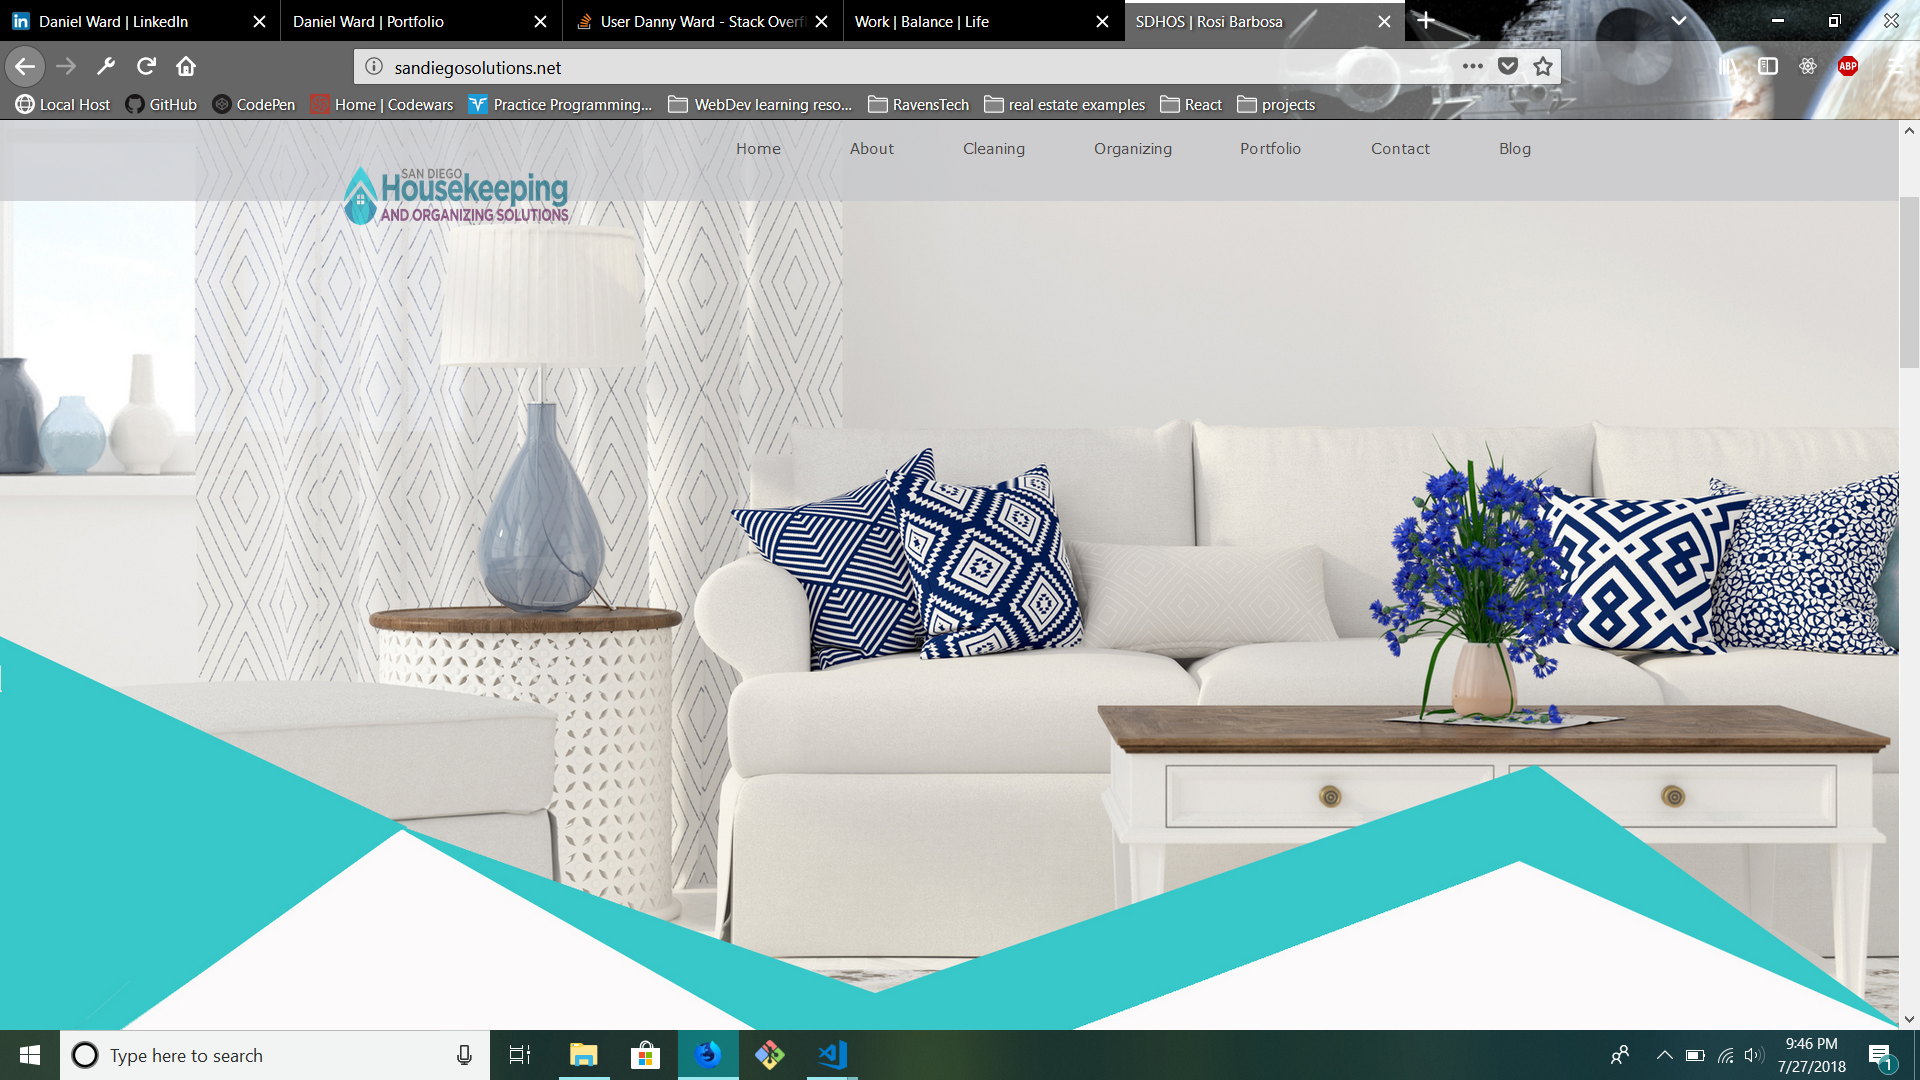 Daniel Ward | LinkedIn Daniel Ward | Portfolio User Danny Ward - Stack Overf Work | Balance | Life SDHOS | Rosi Barbosa
sandiegosolutions.net
ABP
Local Host GitHub CodePen Home | Codewars Practice Programming... WebDev learning reso... RavensTech real estate examples React projects
Home About Cleaning Organizing Portfolio Contact Blog
SAN DIEGO
Housekeeping
AND ORGANIZING SOLUTIONS
Type here to search
9:46 PM
7/27/2018
1